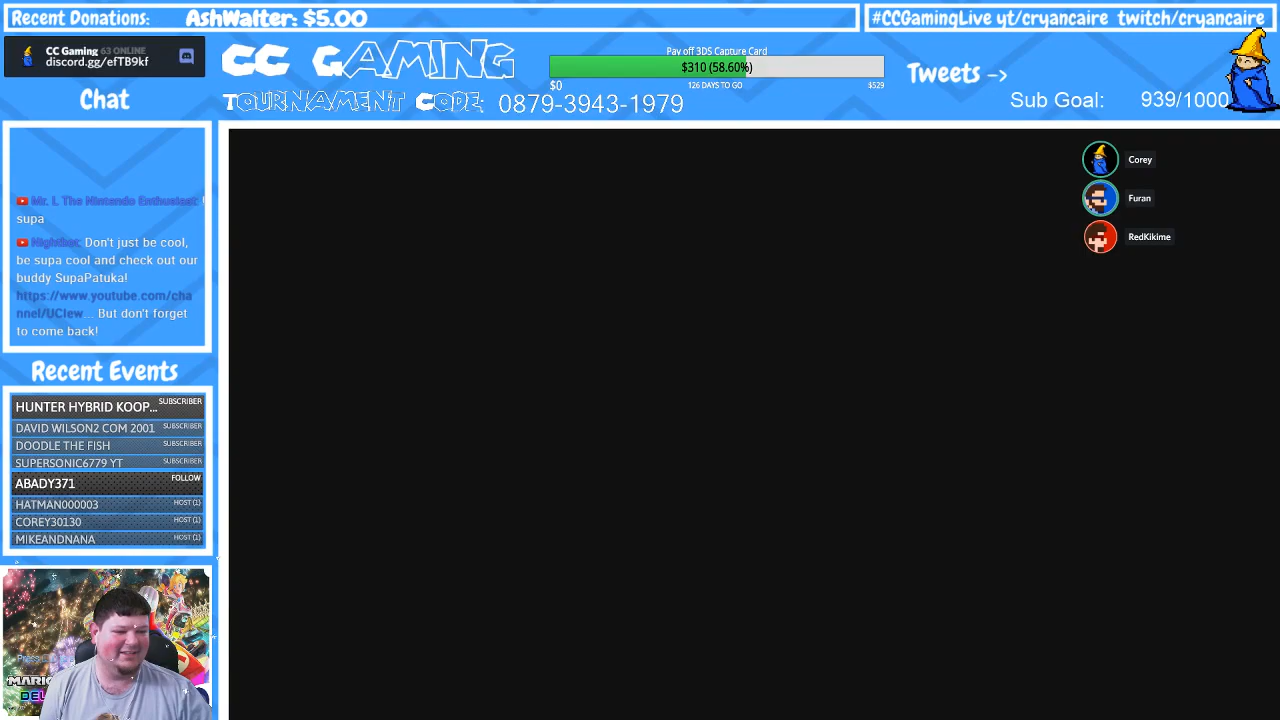 Recent Donations: AshWalter: $5.00
#CCGamingLive yt/cryancaire twitch/cryancaire
CC Gaming 63 ONLINE
discord.gg/efTB9kf
CC GAMING
TOURNAMENT CODE: 0879-3943-1979
Pay off 3DS Capture Card
$310 (58.60%)
$0 126 DAYS TO GO $529
Tweets ->
Sub Goal: 939/1000
Chat
Mr. L The Nintendo Enthusiast: !
supa
Nightbot: Don't just be cool,
be supa cool and check out our
buddy SupaPatuka!
https://www.youtube.com/cha
nnel/UCIew... But don't forget
to come back!
Corey
Furan
RedKikime
Recent Events
HUNTER HYBRID KOOP... SUBSCRIBER
DAVID WILSON2 COM 2001 SUBSCRIBER
DOODLE THE FISH SUBSCRIBER
SUPERSONIC6779 YT SUBSCRIBER
ABADY371 FOLLOW
HATMAN000003 HOST (1)
COREY30130 HOST (1)
MIKEANDNANA HOST (1)
MARIO